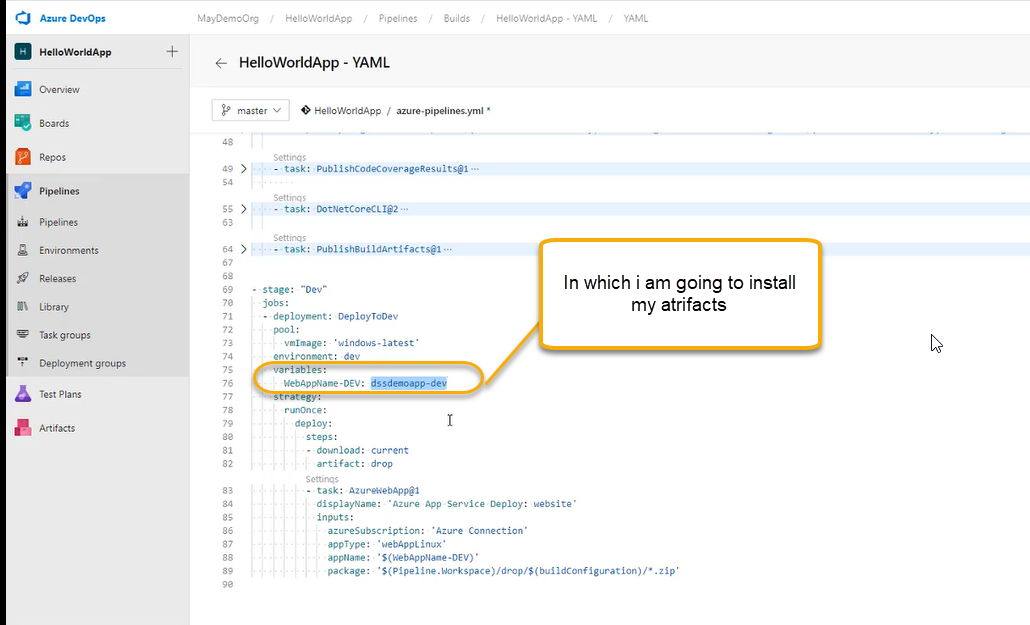 Azure DevOps
MayDemoOrg / HelloWorldApp / Pipelines / Builds / HelloWorldApp - YAML / YAML
H HelloWorldApp
Overview
Boards
Repos
Pipelines
Pipelines
Environments
Releases
Library
Task groups
Deployment groups
Test Plans
Artifacts
← HelloWorldApp - YAML
master
HelloWorldApp / azure-pipelines.yml *
48
Settings
49 > - task: PublishCodeCoverageResults@1 ···
54
Settings
55 > - task: DotNetCoreCLI@2 ···
63
Settings
64 > - task: PublishBuildArtifacts@1 ···
67
68
69 - stage: "Dev"
70 jobs:
71 - deployment: DeployToDev
72 pool:
73 vmImage: 'windows-latest'
74 environment: dev
75 variables:
76 WebAppName-DEV: dssdemoapp-dev
77 strategy:
78 runOnce:
79 deploy:
80 steps:
81 - download: current
82 artifact: drop
Settings
83 - task: AzureWebApp@1
84 displayName: 'Azure App Service Deploy: website'
85 inputs:
86 azureSubscription: 'Azure Connection'
87 appType: 'webAppLinux'
88 appName: '$(WebAppName-DEV)'
89 package: '$(Pipeline.Workspace)/drop/$(buildConfiguration)/*.zip'
90
In which i am going to install
my atrifacts